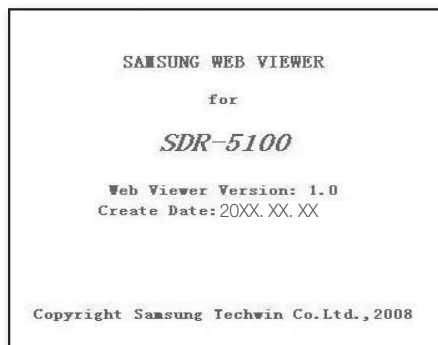 SAMSUNG WEB VIEWER
for
SDR-5100
Web Viewer Version: 1.0
Create Date: 20XX. XX. XX
Copyright Samsung Techwin Co.Ltd.,2008